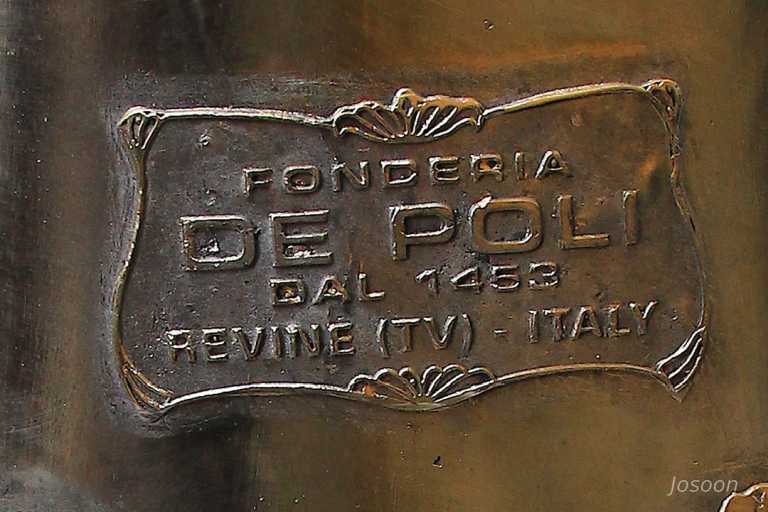 FONDERIA
DE POLI
DAL 1453
REVINE (TV) - ITALY
Josoon